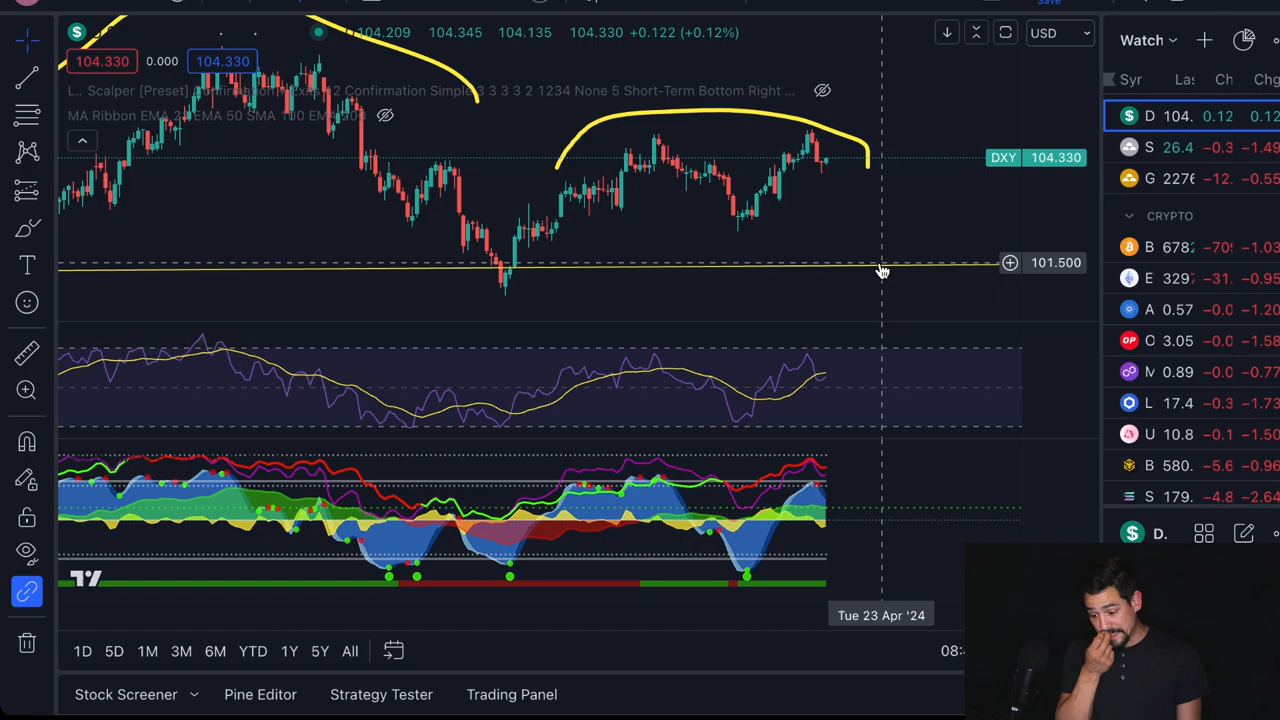 Save
104.209 104.345 104.135 104.330 +0.122 (+0.12%)
USD
Watch
104.330 0.000 104.330
Syr Las Ch Chg
L.. Scalper [Preset] Confirmation 12 Confirmation Simple 3 3 3 3 2 1234 None 5 Short-Term Bottom Right ...
MA Ribbon EMA EMA 50 SMA 100 EMA 200
D 104. 0.12 0.12
S 26.4 −0.3 −1.49
DXY 104.330
G 2276 −12. −0.55
CRYPTO
B 6782 −70 −1.03
101.500
E 3297 −31. −0.95
A 0.57 −0.0 −1.20
OP O 3.05 −0.0 −1.58
M 0.89 −0.0 −0.77
L 17.4 −0.3 −1.73
U 10.8 −0.1 −1.50
B 580. −5.6 −0.96
S 179. −4.8 −2.64
D.
Tue 23 Apr '24
1D 5D 1M 3M 6M YTD 1Y 5Y All
08:
Stock Screener Pine Editor Strategy Tester Trading Panel